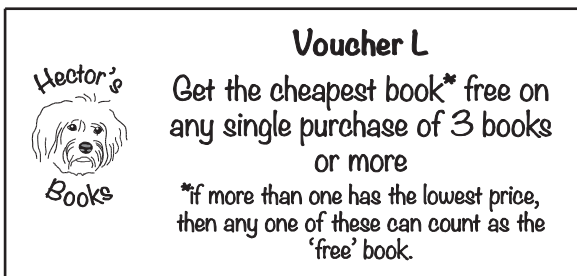 Voucher L
Hector's
Books
Get the cheapest book* free on
any single purchase of 3 books
or more
*if more than one has the lowest price,
then any one of these can count as the
‘free’ book.